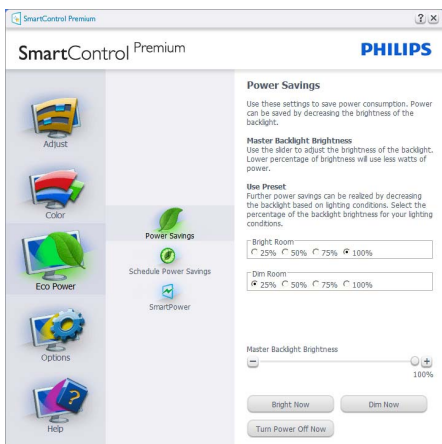 SmartControl Premium
SmartControl Premium
PHILIPS
Adjust
Color
Eco Power
Options
Help
Power Savings
Schedule Power Savings
SmartPower
Power Savings
Use these settings to save power consumption. Power
can be saved by decreasing the brightness of the
backlight.
Master Backlight Brightness
Use the slider to adjust the brightness of the backlight.
Lower percentage of brightness will use less watts of
power.
Use Preset
Further power savings can be realized by decreasing
the backlight based on lighting conditions. Select the
percentage of the backlight brightness for your lighting
conditions.
Bright Room
25% 50% 75% 100%
Dim Room
25% 50% 75% 100%
Master Backlight Brightness
100%
Bright Now Dim Now
Turn Power Off Now